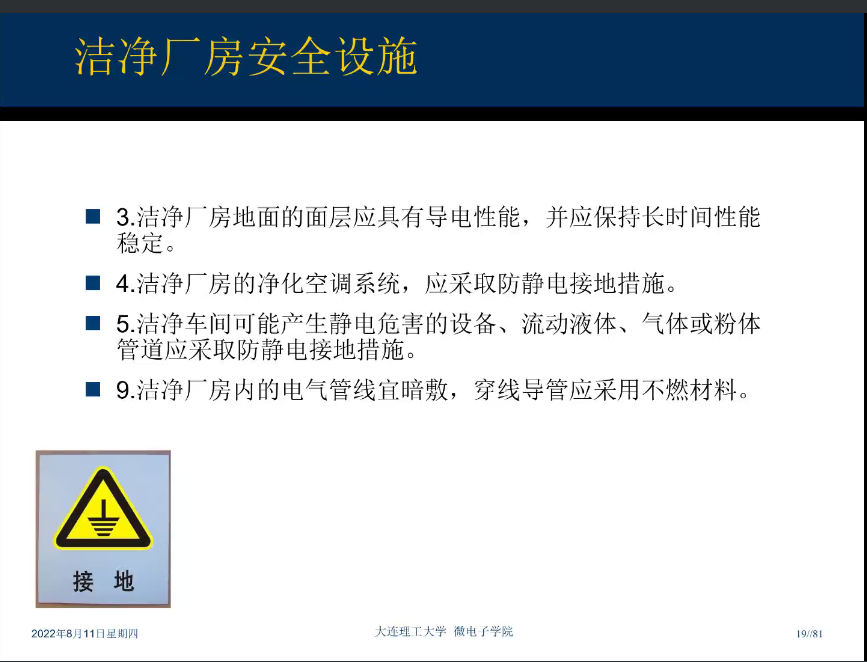 洁净厂房安全设施
3.洁净厂房地面的面层应具有导电性能，并应保持长时间性能
稳定。
4.洁净厂房的净化空调系统，应采取防静电接地措施。
5.洁净车间可能产生静电危害的设备、流动液体、气体或粉体
管道应采取防静电接地措施。
9.洁净厂房内的电气管线宜暗敷，穿线导管应采用不燃材料。
接 地
2022年8月11日星期四
大连理工大学 微电子学院
19//81